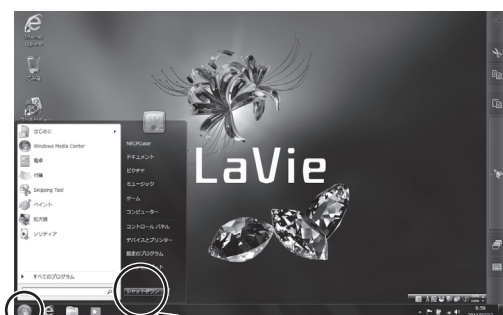 Internet
Explorer
ごみ箱
はじめに
Windows Media Center
電卓
付箋
Snipping Tool
ペイント
拡大鏡
ソリティア
すべてのプログラム
NECPCuser
ドキュメント
ピクチャ
ミュージック
ゲーム
コンピューター
コントロール パネル
デバイスとプリンター
既定のプログラム
シャットダウン
LaVie
9:59